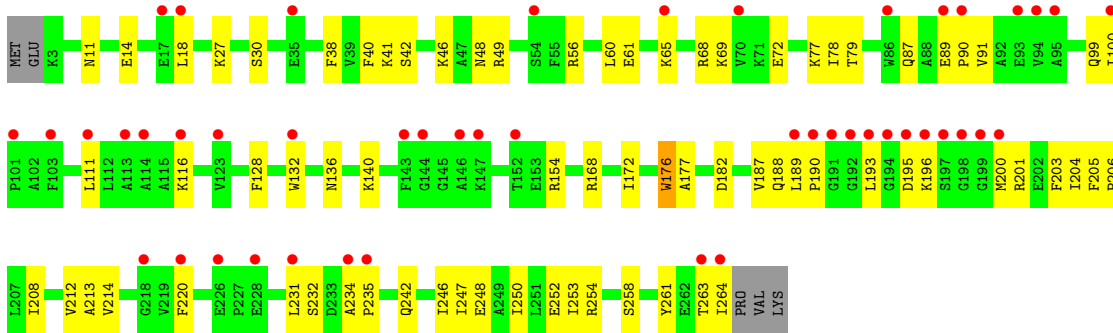 MET GLU K3 N11 E14 E17 L18 K27 S30 E35 F38 V39 F40 K41 S42 K46 A47 N48 R49 S54 F55 R56 L60 E61 K65 R68 K69 V70 K71 E72 K77 I78 T79 W86 Q87 A88 E89 P90 V91 A92 E93 V94 A95 Q99
P101 A102 F103 L111 L112 A113 A114 A115 K116 V123 F128 W132 N136 K140 F143 G144 G145 A146 K147 T152 E153 R154 R168 I172 W176 A177 D182 V187 Q188 L189 P190 G191 G192 L193 G194 D195 K196 S197 G198 G199 M200 R201 E202 F203 I204 F205
L207 I208 V212 A213 V214 G218 V219 F220 E226 P227 E228 L231 S232 D233 A234 P235 Q242 I246 I247 E248 A249 I250 L251 E252 I253 R254 S258 Y261 E262 T263 I264 PRO VAL LYS